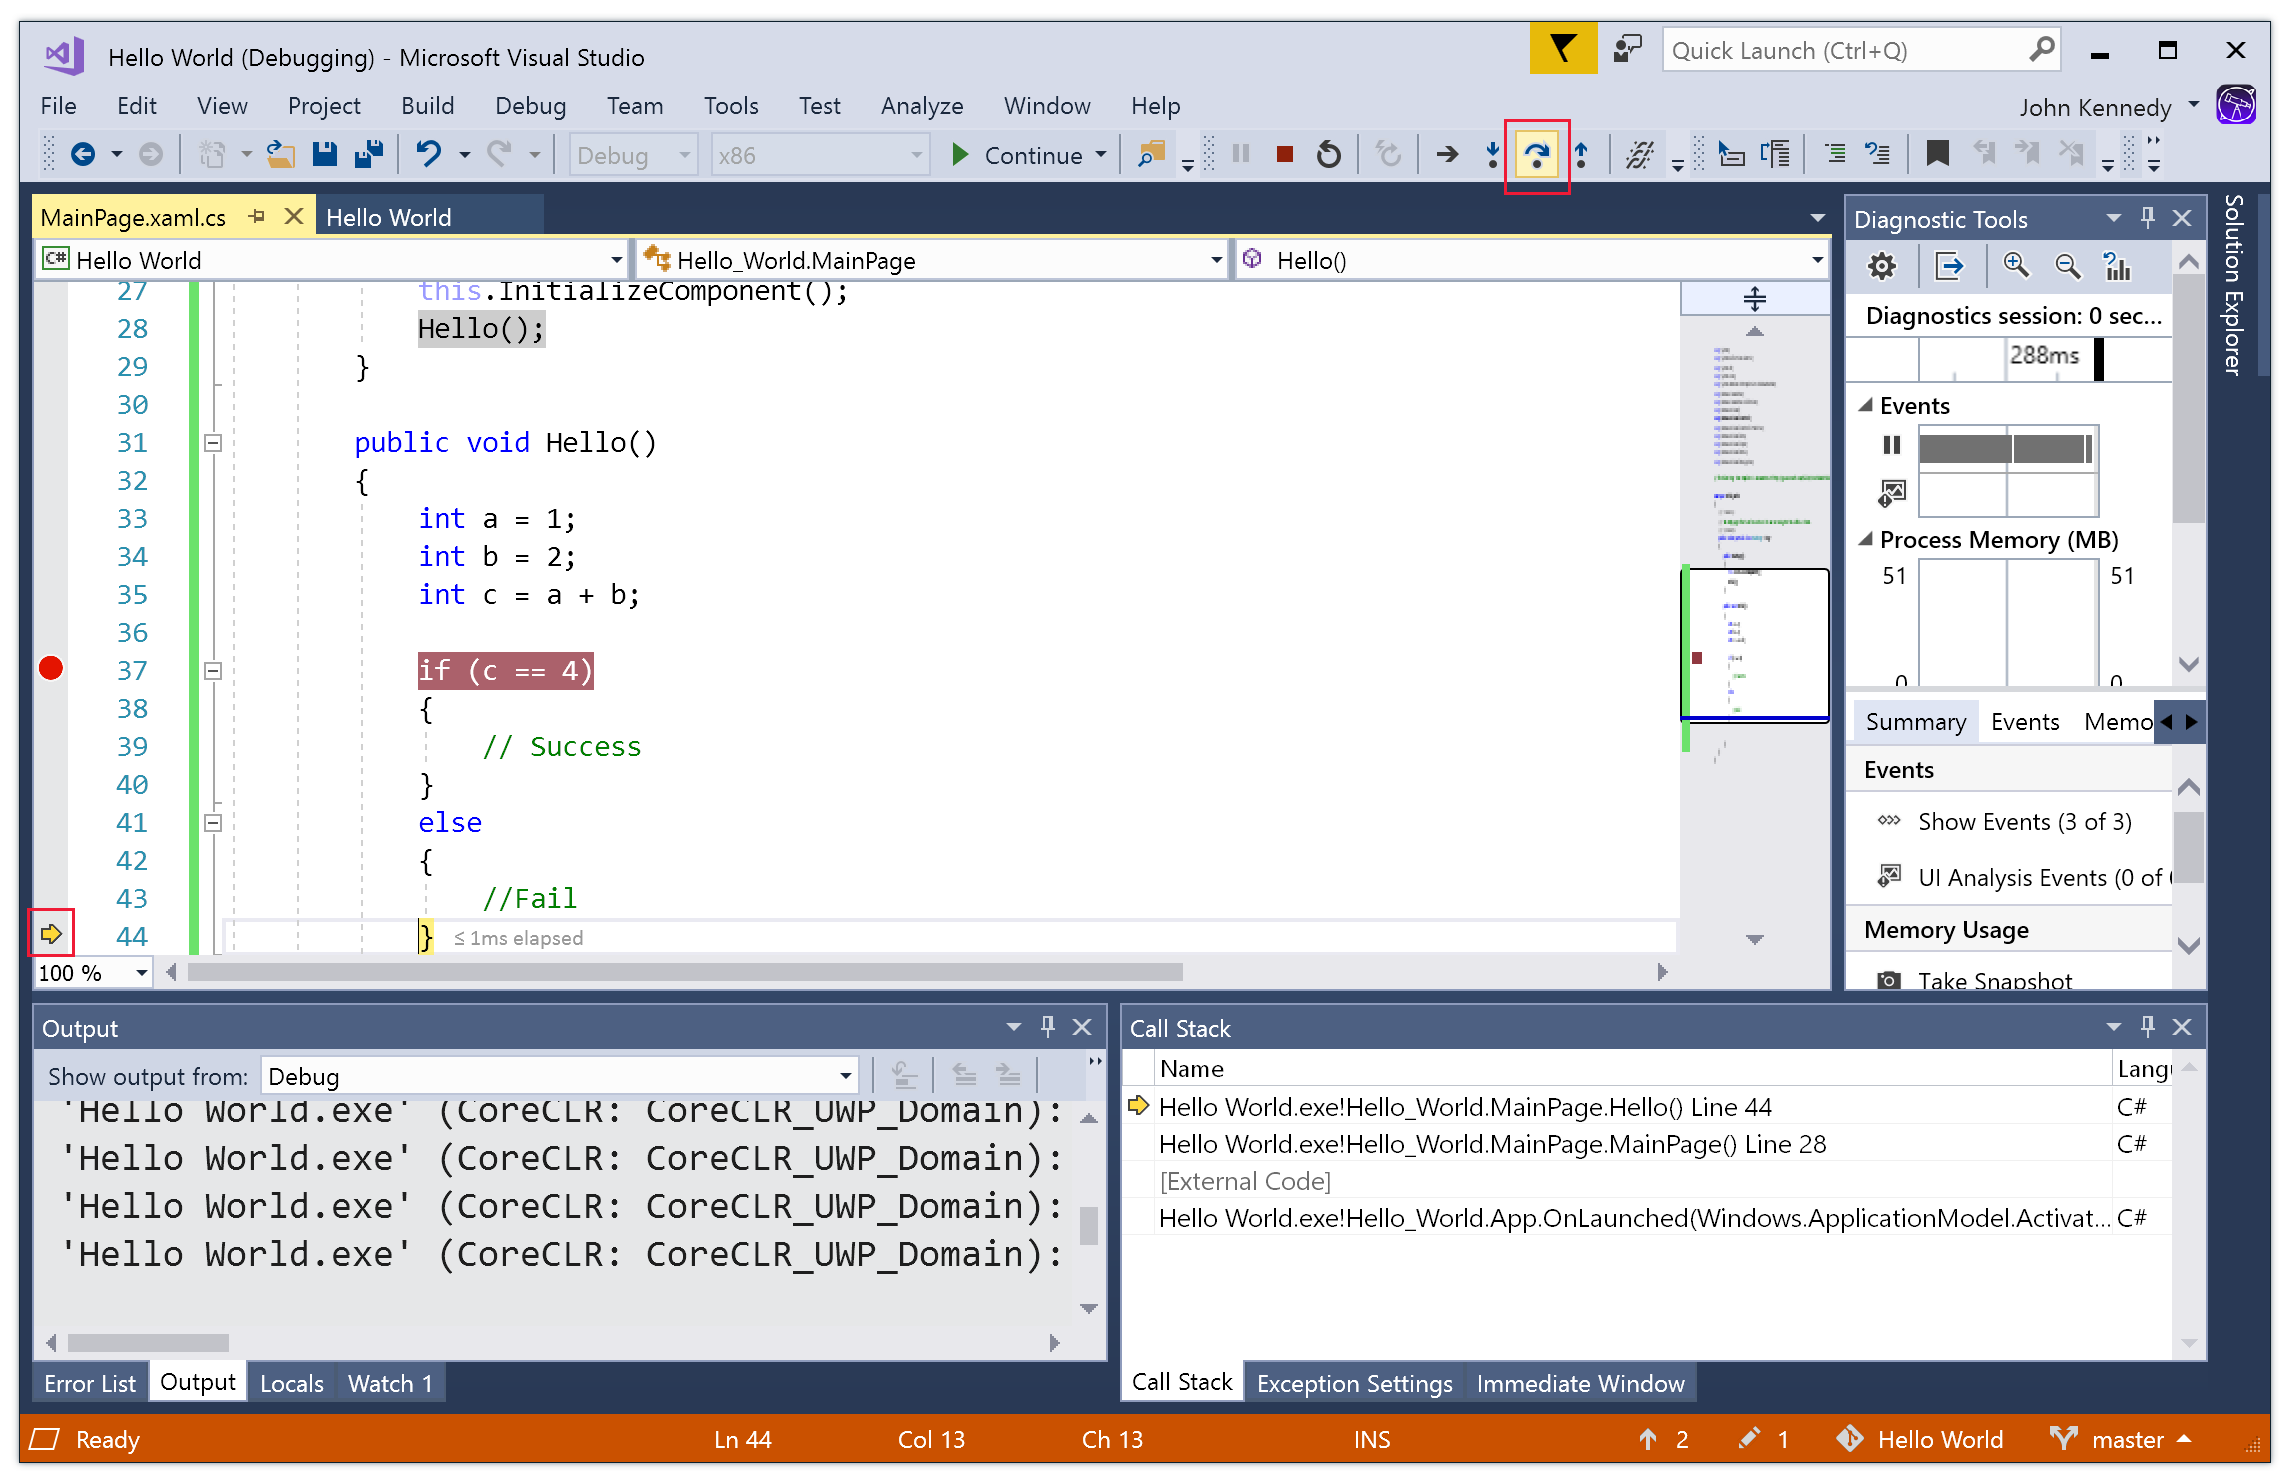 Hello World (Debugging) - Microsoft Visual Studio
Quick Launch (Ctrl+Q)
File Edit View Project Build Debug Team Tools Test Analyze Window Help
John Kennedy
Debug x86 Continue
MainPage.xaml.cs Hello World
C# Hello World Hello_World.MainPage Hello()
27 this.InitializeComponent();
28 Hello();
29 }
30
31 public void Hello()
32 {
33 int a = 1;
34 int b = 2;
35 int c = a + b;
36
37 if (c == 4)
38 {
39 // Success
40 }
41 else
42 {
43 //Fail
44 } ≤ 1ms elapsed
100 %
Diagnostic Tools
Diagnostics session: 0 sec...
288ms
Events
Process Memory (MB)
51 51
0 0
Summary Events Memo
Events
Show Events (3 of 3)
UI Analysis Events (0 of
Memory Usage
Take Snapshot
Solution Explorer
Output
Show output from: Debug
'Hello World.exe' (CoreCLR: CoreCLR_UWP_Domain):
'Hello World.exe' (CoreCLR: CoreCLR_UWP_Domain):
'Hello World.exe' (CoreCLR: CoreCLR_UWP_Domain):
'Hello World.exe' (CoreCLR: CoreCLR_UWP_Domain):
Error List Output Locals Watch 1
Call Stack
Name Langu
Hello World.exe!Hello_World.MainPage.Hello() Line 44 C#
Hello World.exe!Hello_World.MainPage.MainPage() Line 28 C#
[External Code]
Hello World.exe!Hello_World.App.OnLaunched(Windows.ApplicationModel.Activat... C#
Call Stack Exception Settings Immediate Window
Ready Ln 44 Col 13 Ch 13 INS 2 1 Hello World master